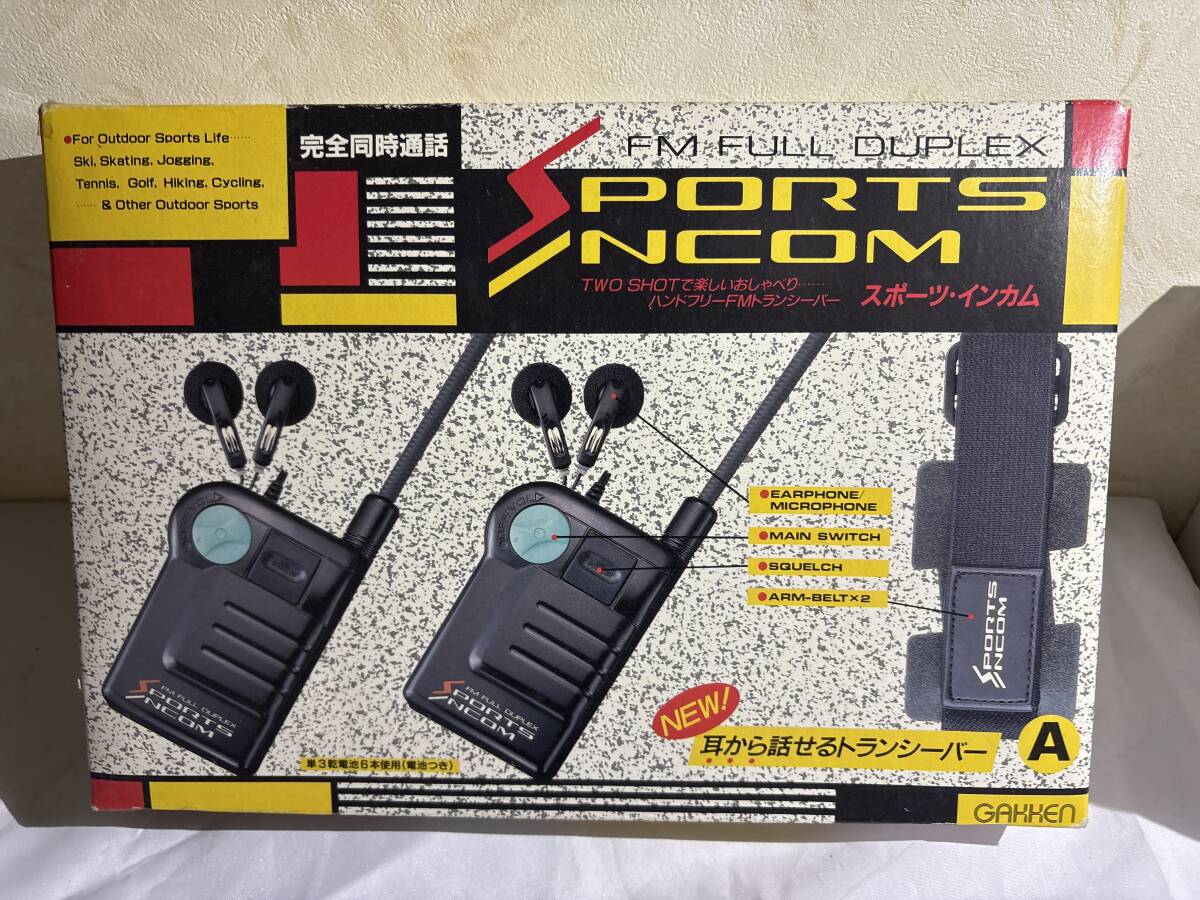 ●For Outdoor Sports Life……
Ski, Skating, Jogging,
Tennis, Golf, Hiking, Cycling,
…… & Other Outdoor Sports
完全同時通話
FM FULL DUPLEX
SPORTS
INCOM
TWO SHOTで楽しいおしゃべり……
ハンドフリーFMトランシーバー
スポーツ・インカム
●EARPHONE/
MICROPHONE
●MAIN SWITCH
●SQUELCH
●ARM-BELT×2
SPORTS
INCOM
FM FULL DUPLEX
SPORTS
INCOM
FM FULL DUPLEX
SPORTS
INCOM
NEW!
耳から話せるトランシーバー
A
単3乾電池6本使用(電池つき)
GAKKEN